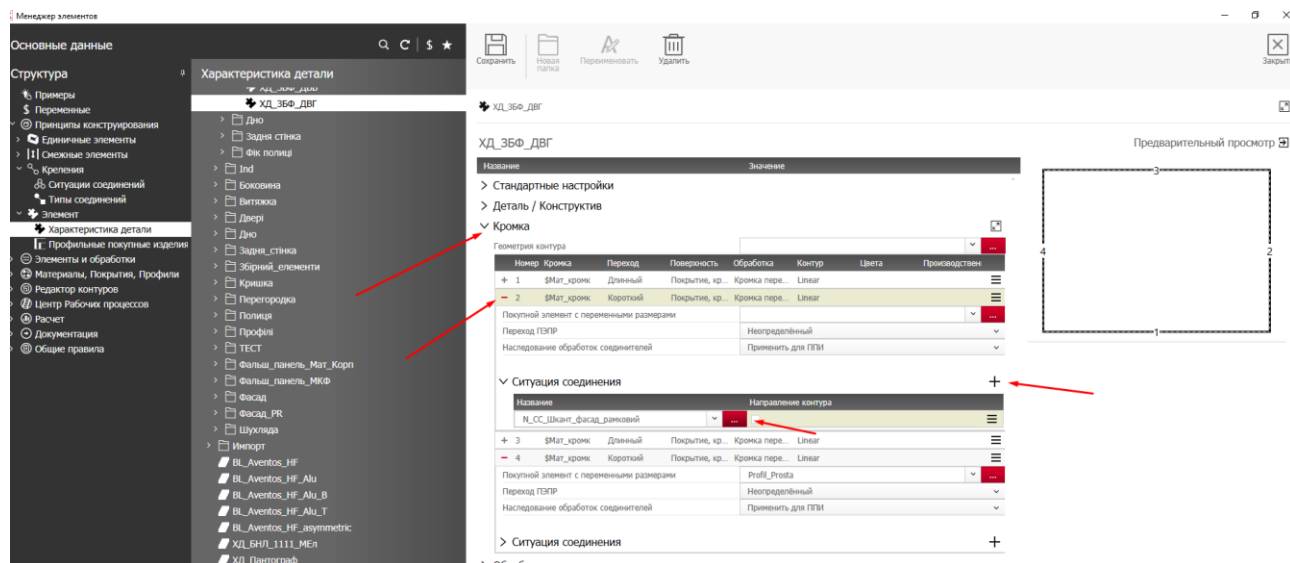 Менеджер элементов
Основные данные
$
Структура
Примеры
$ Переменные
Принципы конструирования
Единичные элементы
Смежные элементы
Крепления
Ситуации соединений
Типы соединений
Элемент
Характеристика детали
Профильные покупные изделия
Элементы и обработки
Материалы, Покрытия, Профили
Редактор контуров
Центр Рабочих процессов
Расчет
Документация
Общие правила
Характеристика детали
ХД_ЗБФ_ДВГ
Дно
Задня стінка
Фік полиці
Ind
Боковина
Витяжка
Двері
Дно
Задня_стінка
Збірний_елементи
Кришка
Перегородка
Полиця
Профілі
ТЕСТ
Фальш_панель_Мат_Корп
Фальш_панель_МКФ
Фасад
Фасад_PR
Шухляда
Импорт
BL_Aventos_HF
BL_Aventos_HF_Alu
BL_Aventos_HF_Alu_B
BL_Aventos_HF_Alu_T
BL_Aventos_HF_asymmetric
ХД_БНЛ_1111_МЕл
ХД_Пантограф
Сохранить
Новая папка
Переименовать
Удалить
Закрыт
ХД_ЗБФ_ДВГ
ХД_ЗБФ_ДВГ
Предварительный просмотр
Название Значение
Стандартные настройки
Деталь / Конструктив
Кромка
Геометрия контура ...
Номер Кромка Переход Поверхность Обработка Контур Цвета Производствен
+ 1 $Мат_кромк Длинный Покрытие, кр... Кромка пере... Linear
− 2 $Мат_кромк Короткий Покрытие, кр... Кромка пере... Linear
Покупной элемент с переменными размерами ...
Переход ПЭПР Неопределённый
Наследование обработок соединителей Применить для ППИ
Ситуация соединения +
Название Направление контура
N_СС_Шкант_фасад_рамковий ...
+ 3 $Мат_кромк Длинный Покрытие, кр... Кромка пере... Linear
− 4 $Мат_кромк Короткий Покрытие, кр... Кромка пере... Linear
Покупной элемент с переменными размерами Profil_Prosta ...
Переход ПЭПР Неопределённый
Наследование обработок соединителей Применить для ППИ
Ситуация соединения +
3
4
2
1